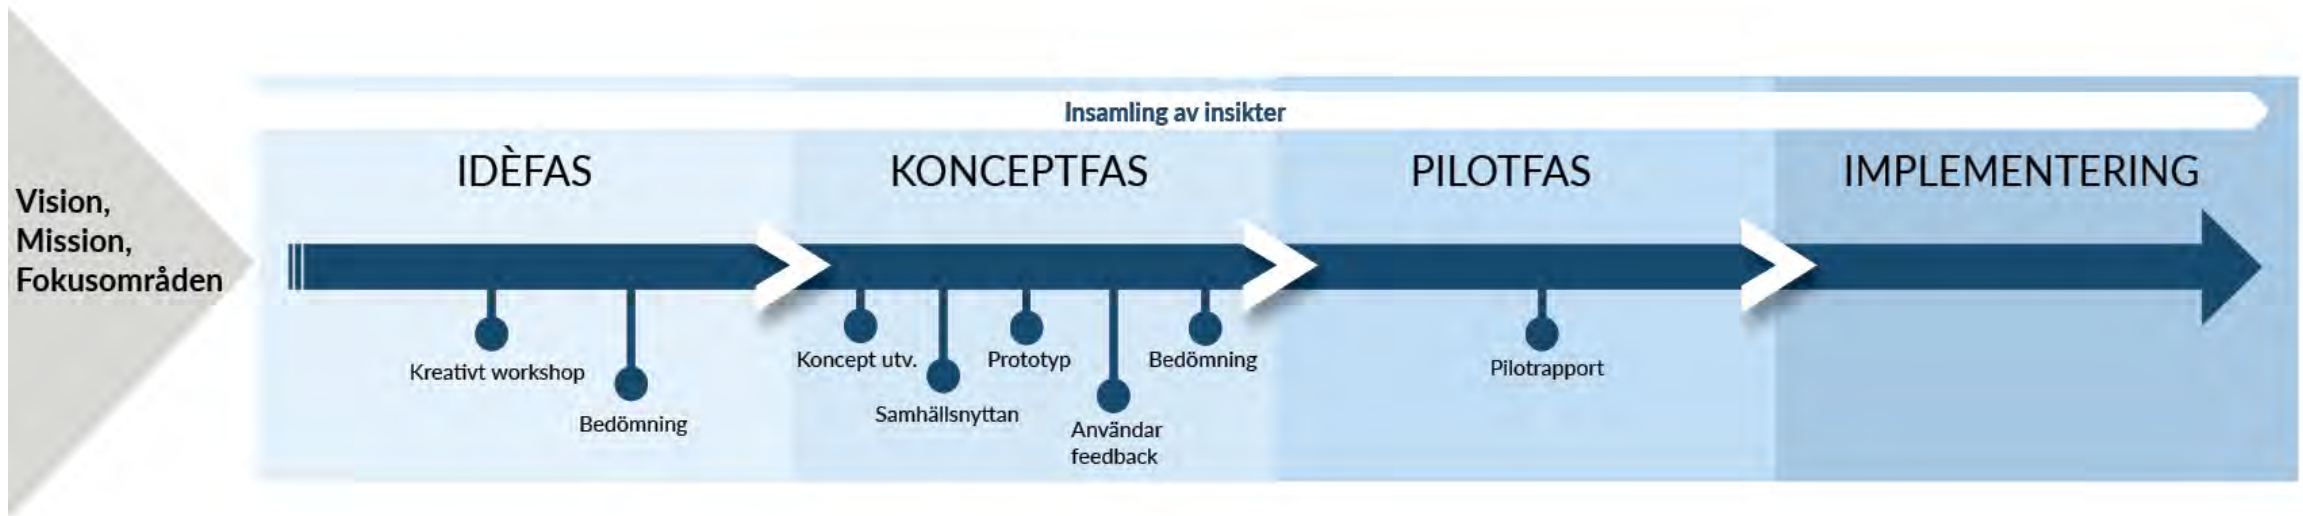 Vision,
Mission,
Fokusområden
Insamling av insikter
IDÈFAS
KONCEPTFAS
PILOTFAS
IMPLEMENTERING
Kreativt workshop
Bedömning
Koncept utv.
Samhällsnyttan
Prototyp
Användar
feedback
Bedömning
Pilotrapport